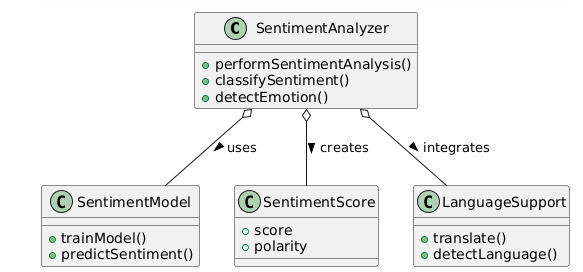 C SentimentAnalyzer
performSentimentAnalysis()
classifySentiment()
detectEmotion()
uses
creates
integrates
C SentimentModel
trainModel()
predictSentiment()
C SentimentScore
score
polarity
C LanguageSupport
translate()
detectLanguage()